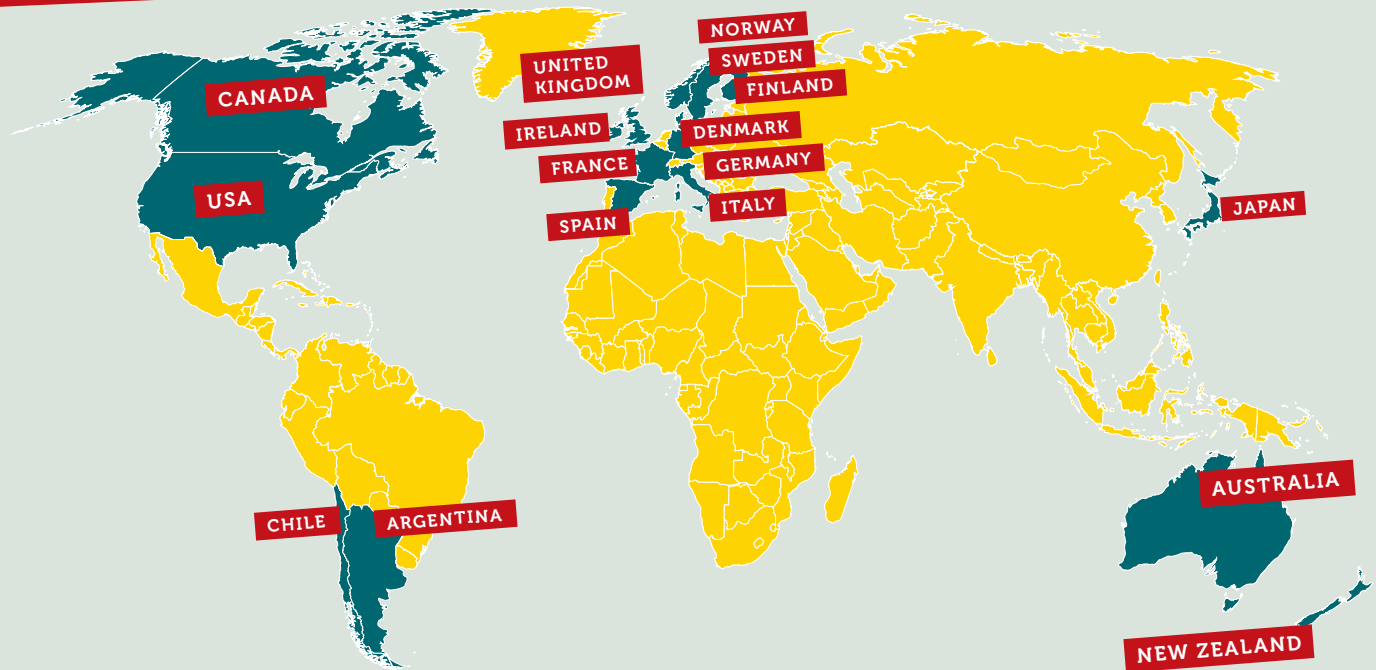 NORWAY
SWEDEN
UNITED
KINGDOM
FINLAND
CANADA
IRELAND
DENMARK
FRANCE
GERMANY
USA
ITALY
JAPAN
SPAIN
AUSTRALIA
CHILE
ARGENTINA
NEW ZEALAND